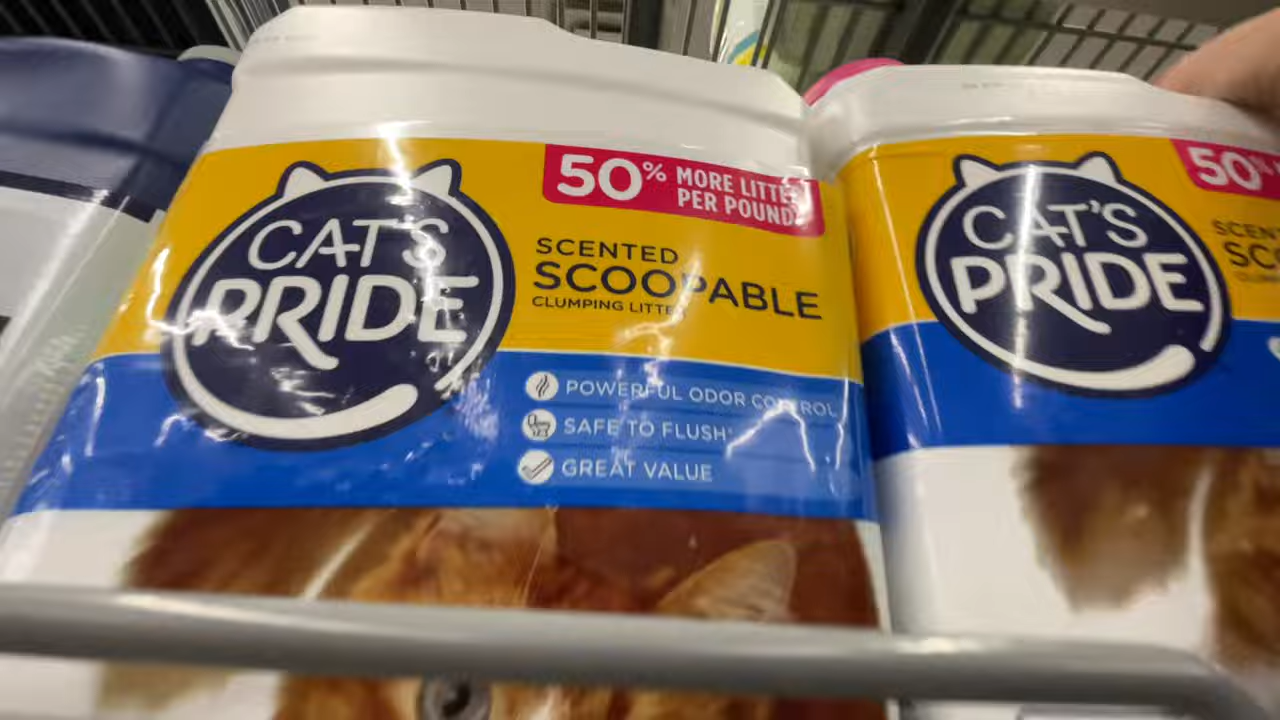 CAT'S
PRIDE
50% MORE LITTER
PER POUND
SCENTED
SCOOPABLE
CLUMPING LITTER
POWERFUL ODOR CONTROL
SAFE TO FLUSH*
GREAT VALUE
CAT'S
PRIDE
50%